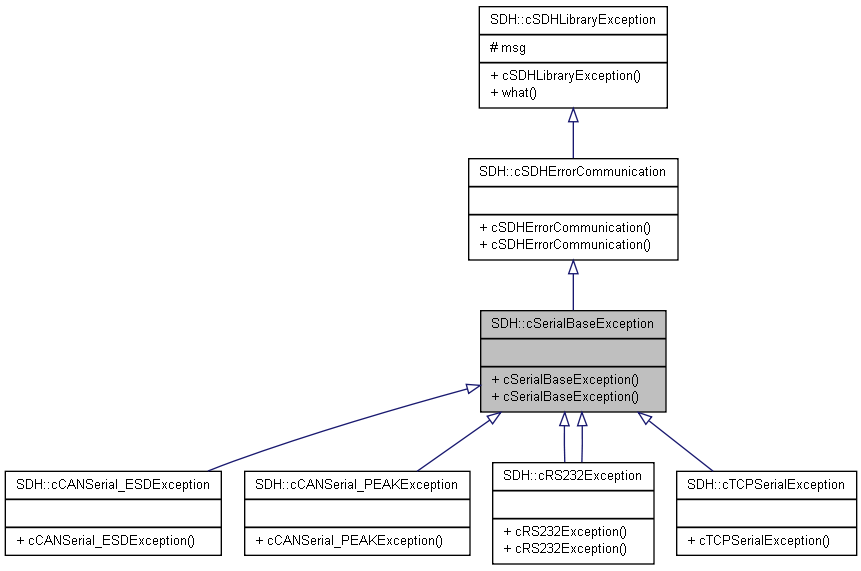 SDH::cSDHLibraryException
# msg
+ cSDHLibraryException()
+ what()
SDH::cSDHErrorCommunication
+ cSDHErrorCommunication()
+ cSDHErrorCommunication()
SDH::cSerialBaseException
+ cSerialBaseException()
+ cSerialBaseException()
SDH::cCANSerial_ESDException
+ cCANSerial_ESDException()
SDH::cCANSerial_PEAKException
+ cCANSerial_PEAKException()
SDH::cRS232Exception
+ cRS232Exception()
+ cRS232Exception()
SDH::cTCPSerialException
+ cTCPSerialException()